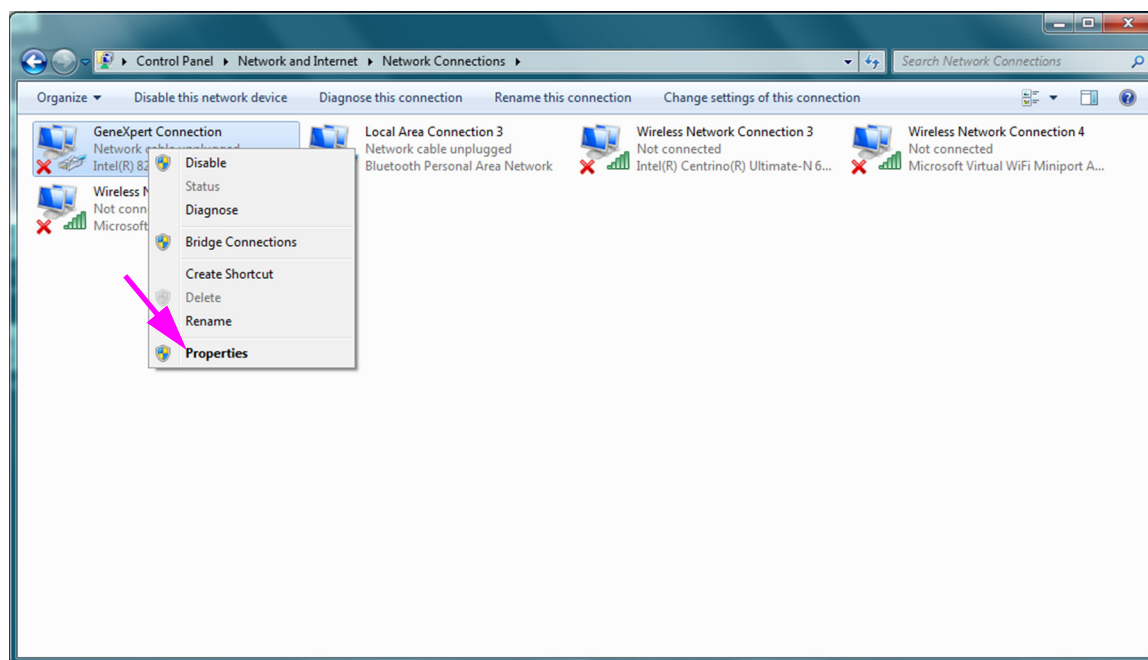 Control Panel Network and Internet Network Connections Search Network Connections
Organize Disable this network device Diagnose this connection Rename this connection Change settings of this connection
GeneXpert Connection
Network cable unplugged
Intel(R) 82
Local Area Connection 3
Network cable unplugged
Bluetooth Personal Area Network
Wireless Network Connection 3
Not connected
Intel(R) Centrino(R) Ultimate-N 6...
Wireless Network Connection 4
Not connected
Microsoft Virtual WiFi Miniport A...
Wireless N
Not conn
Microsoft
Disable
Status
Diagnose
Bridge Connections
Create Shortcut
Delete
Rename
Properties